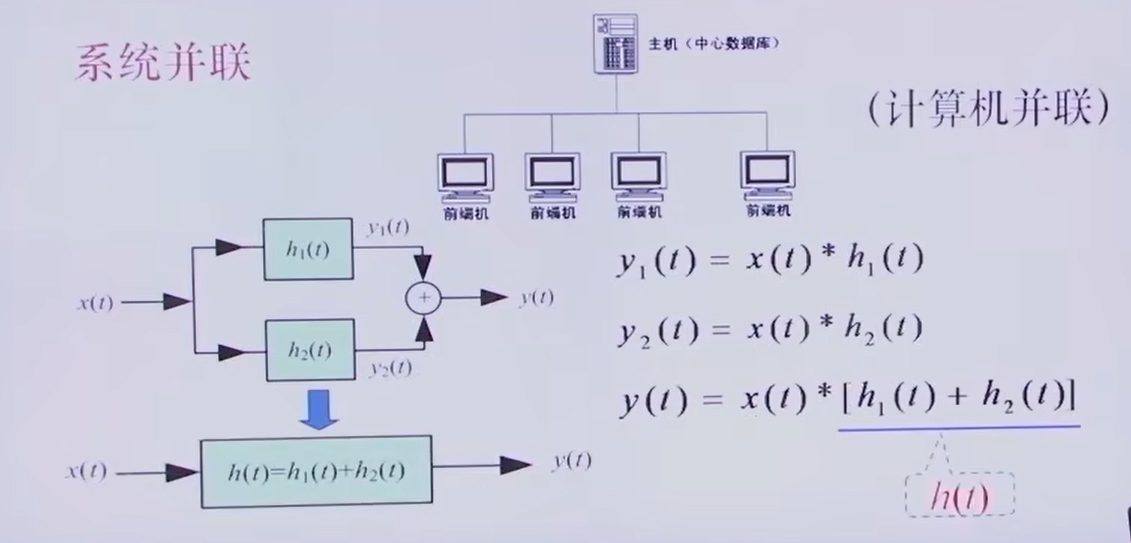 系统并联
主机（中心数据库）
（计算机并联）
前端机 前端机 前端机 前端机
h₁(t)
y₁(t)
x(t)
+
y(t)
h₂(t)
y₂(t)
y₁(t) = x(t) * h₁(t)
y₂(t) = x(t) * h₂(t)
y(t) = x(t) * [h₁(t) + h₂(t)]
h(t)
x(t)
h(t)=h₁(t)+h₂(t)
y(t)